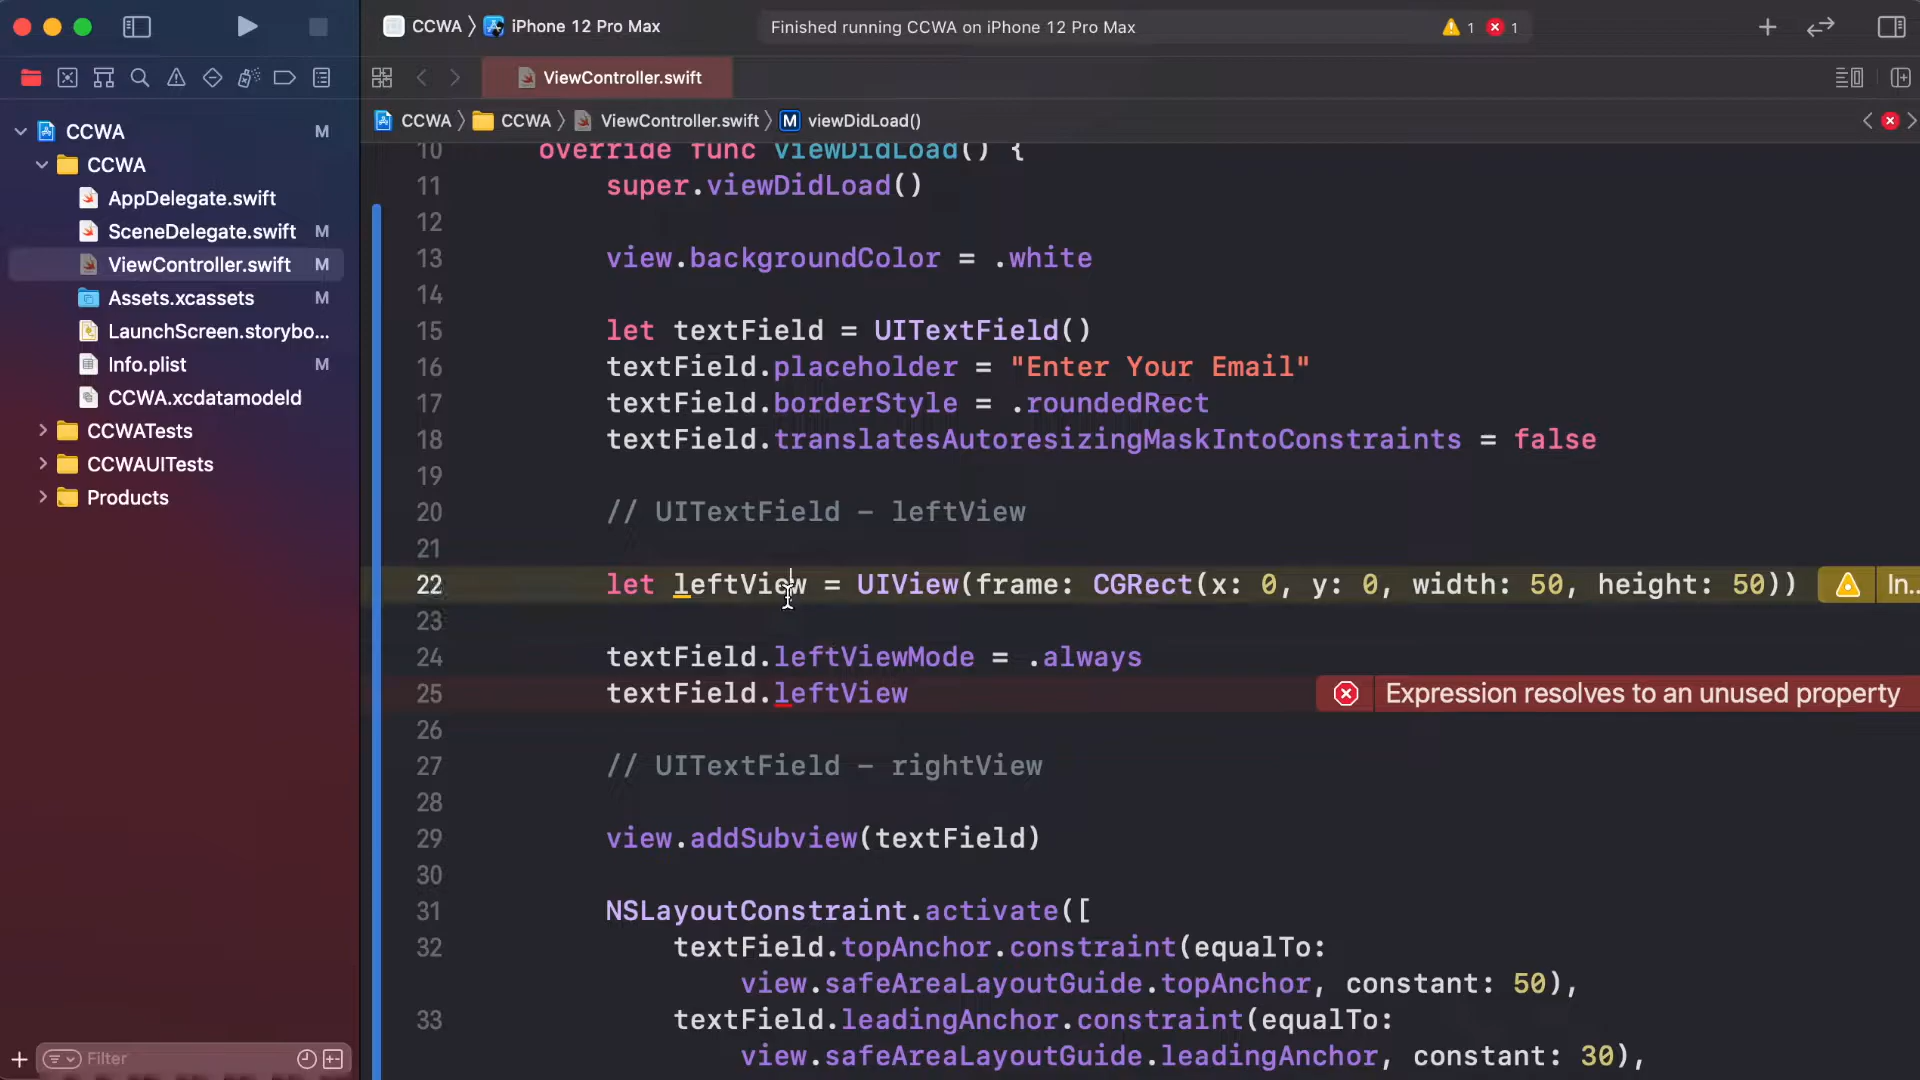 CCWA 〉 iPhone 12 Pro Max
Finished running CCWA on iPhone 12 Pro Max
1
1
ViewController.swift
CCWA 〉 CCWA 〉 ViewController.swift 〉 M viewDidLoad()
CCWA M
CCWA
AppDelegate.swift
SceneDelegate.swift M
ViewController.swift M
Assets.xcassets M
LaunchScreen.storybo...
Info.plist M
CCWA.xcdatamodeld
CCWATests
CCWAUITests
Products
Filter
10 override func viewDidLoad() {
11 super.viewDidLoad()
12
13 view.backgroundColor = .white
14
15 let textField = UITextField()
16 textField.placeholder = "Enter Your Email"
17 textField.borderStyle = .roundedRect
18 textField.translatesAutoresizingMaskIntoConstraints = false
19
20 // UITextField - leftView
21
22 let leftView = UIView(frame: CGRect(x: 0, y: 0, width: 50, height: 50)) In...
23
24 textField.leftViewMode = .always
25 textField.leftView Expression resolves to an unused property
26
27 // UITextField - rightView
28
29 view.addSubview(textField)
30
31 NSLayoutConstraint.activate([
32 textField.topAnchor.constraint(equalTo:
view.safeAreaLayoutGuide.topAnchor, constant: 50),
33 textField.leadingAnchor.constraint(equalTo:
view.safeAreaLayoutGuide.leadingAnchor, constant: 30),